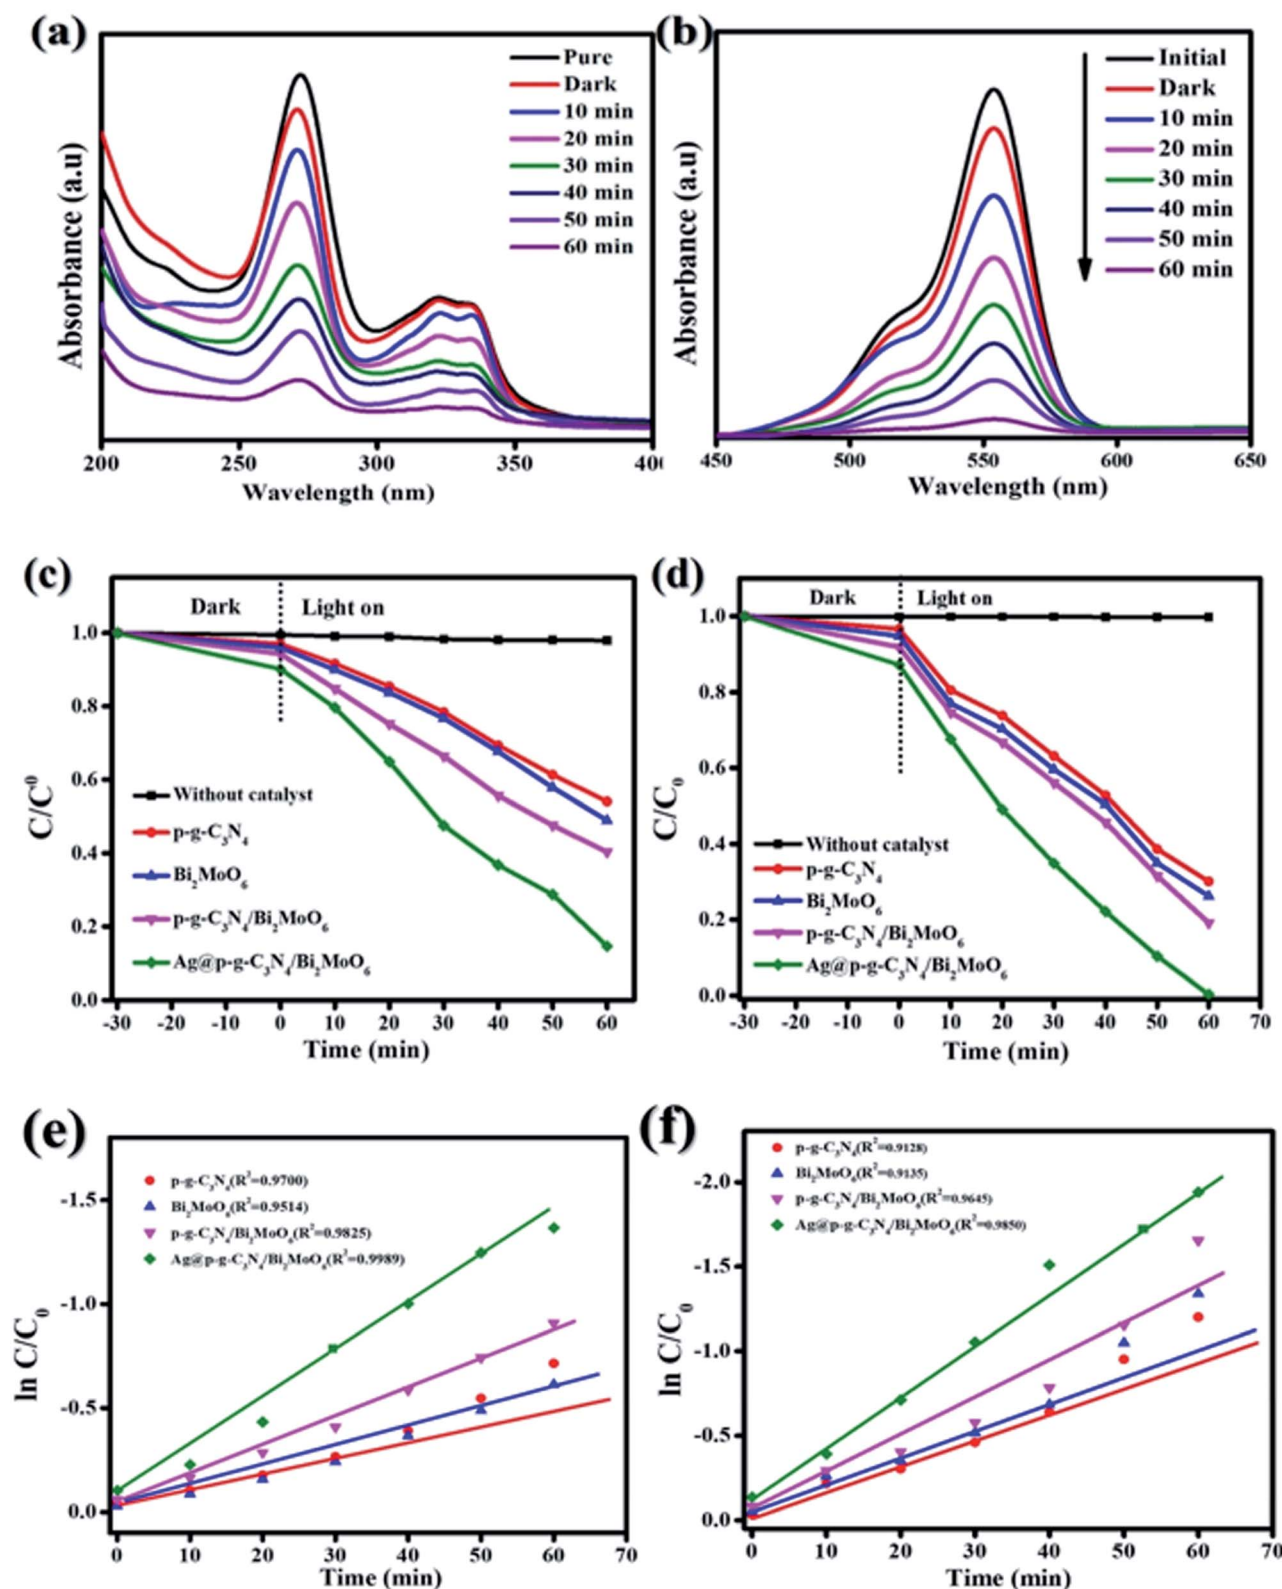 (a)
Pure
Dark
10 min
20 min
30 min
40 min
50 min
60 min
Absorbance (a.u)
200 250 300 350 40
Wavelength (nm)
(b)
Initial
Dark
10 min
20 min
30 min
40 min
50 min
60 min
Absorbance (a.u
450 500 550 600 650
Wavelength (nm)
(c)
Dark Light on
1.0
0.8
0.6
0.4
0.2
0.0
C/C⁰
Without catalyst
p-g-C₃N₄
Bi₂MoO₆
p-g-C₃N₄/Bi₂MoO₆
Ag@p-g-C₃N₄/Bi₂MoO₆
-30 -20 -10 0 10 20 30 40 50 60
Time (min)
(d)
Dark Light on
1.0
0.8
0.6
0.4
0.2
0.0
C/C₀
Without catalyst
p-g-C₃N₄
Bi₂MoO₆
p-g-C₃N₄/Bi₂MoO₆
Ag@p-g-C₃N₄/Bi₂MoO₆
-30 -20 -10 0 10 20 30 40 50 60 70
Time (min)
(e)
p-g-C₃N₄(R²=0.9700)
Bi₂MoO₆(R²=0.9514)
p-g-C₃N₄/Bi₂MoO₆(R²=0.9825)
Ag@p-g-C₃N₄/Bi₂MoO₆(R²=0.9989)
-1.5
-1.0
-0.5
0.0
ln C/C₀
0 10 20 30 40 50 60 70
Time (min)
(f)
p-g-C₃N₄(R²=0.9128)
Bi₂MoO₆(R²=0.9135)
p-g-C₃N₄/Bi₂MoO₆(R²=0.9645)
Ag@p-g-C₃N₄/Bi₂MoO₆(R²=0.9850)
-2.0
-1.5
-1.0
-0.5
0.0
ln C/C₀
0 10 20 30 40 50 60 70
Time (min)